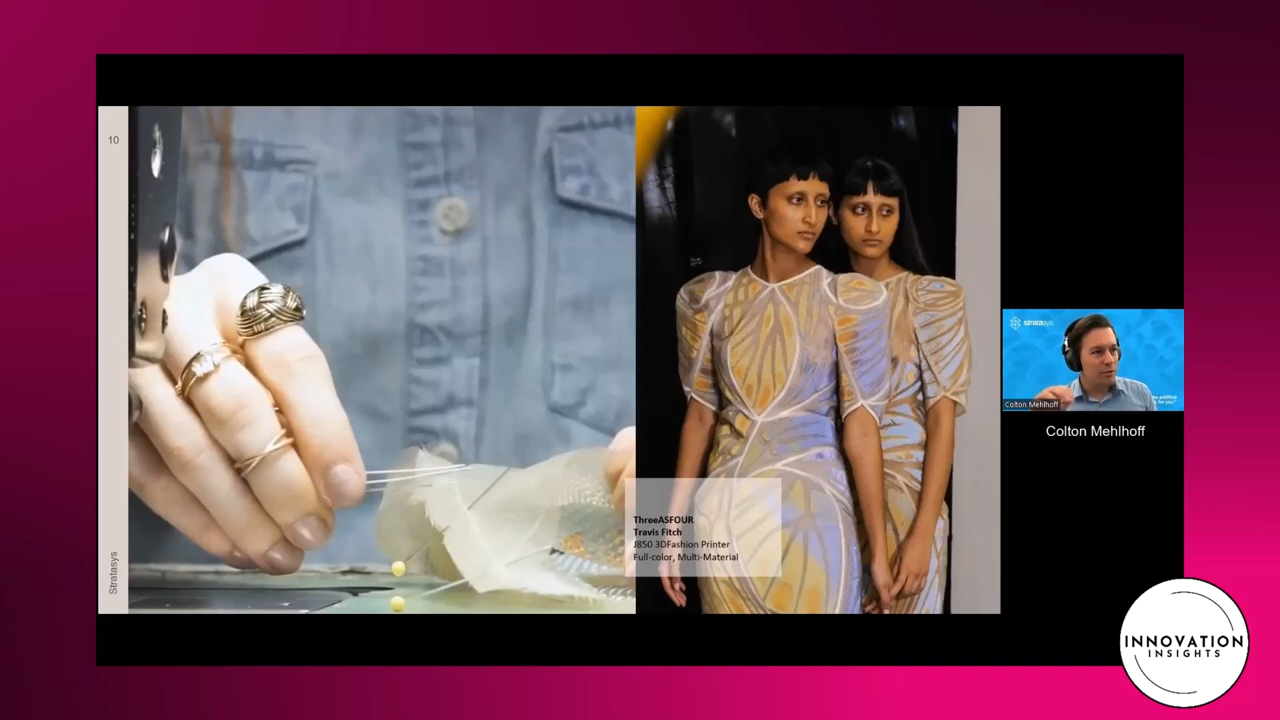 10
Stratasys
ThreeASFOUR
Travis Fitch
J850 3DFashion Printer
Full-color, Multi-Material
stratasys
Colton Mehlhoff
Colton Mehlhoff
INNOVATION
INSIGHTS